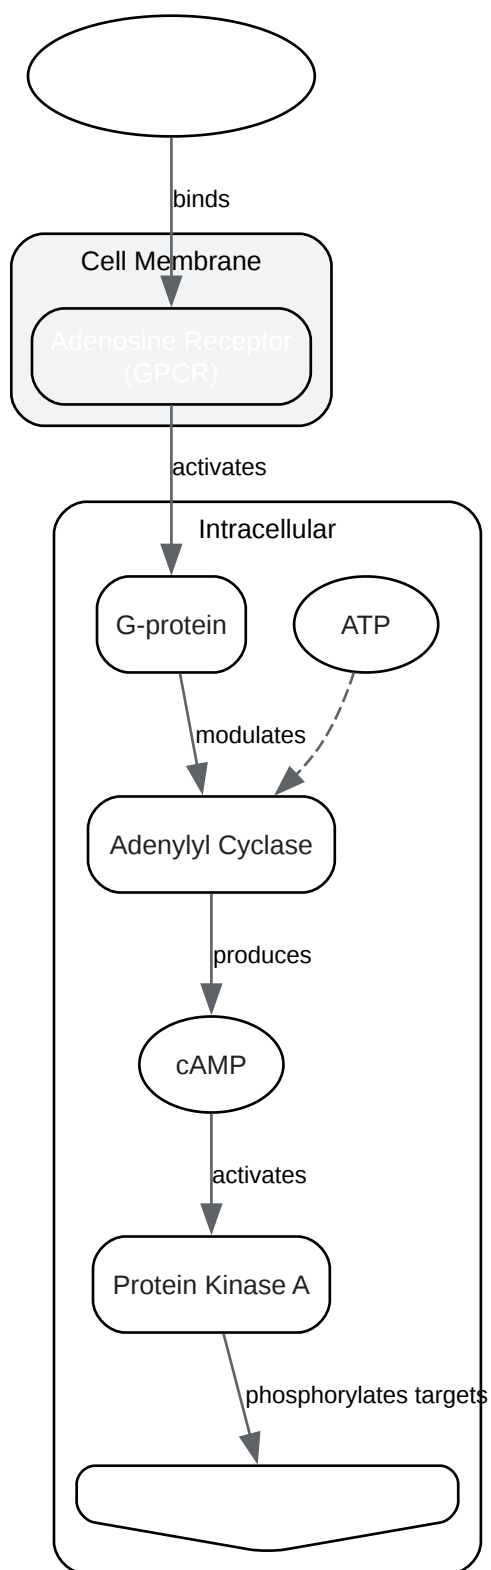 binds
Cell Membrane
Adenosine Receptor
(GPCR)
activates
Intracellular
G-protein
ATP
modulates
Adenylyl Cyclase
produces
cAMP
activates
Protein Kinase A
phosphorylates targets